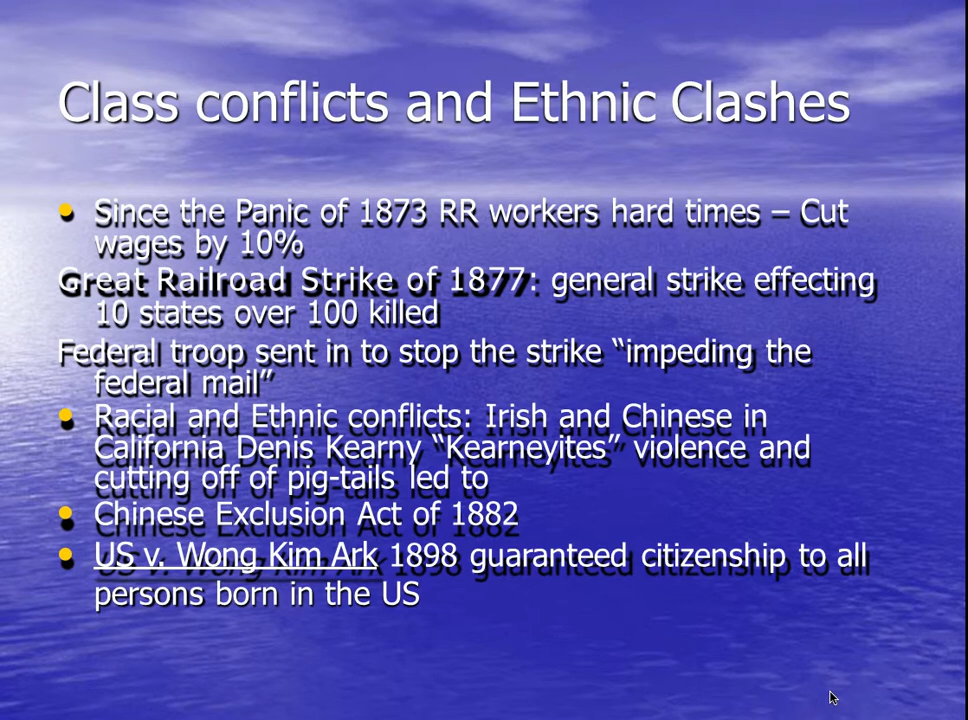 Class conflicts and Ethnic Clashes
• Since the Panic of 1873 RR workers hard times – Cut
wages by 10%
Great Railroad Strike of 1877: general strike effecting
10 states over 100 killed
Federal troop sent in to stop the strike “impeding the
federal mail”
• Racial and Ethnic conflicts: Irish and Chinese in
California Denis Kearny “Kearneyites” violence and
cutting off of pig-tails led to
• Chinese Exclusion Act of 1882
• US v. Wong Kim Ark 1898 guaranteed citizenship to all
persons born in the US